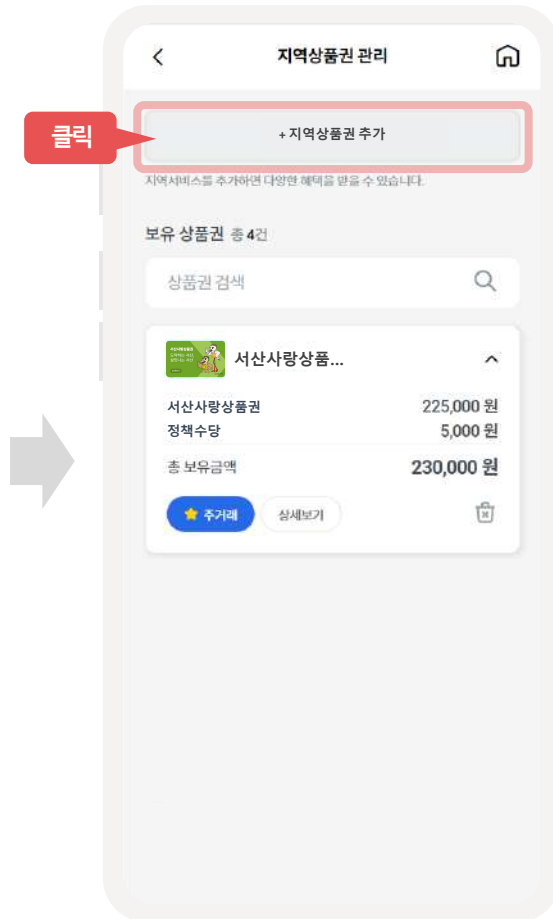 지역상품권 관리
클릭
+ 지역상품권 추가
지역서비스를 추가하면 다양한 혜택을 받을 수 있습니다.
보유 상품권 총 4건
상품권 검색
서산사랑상품...
서산사랑상품권 225,000 원
정책수당 5,000 원
총 보유금액 230,000 원
주거래 상세보기